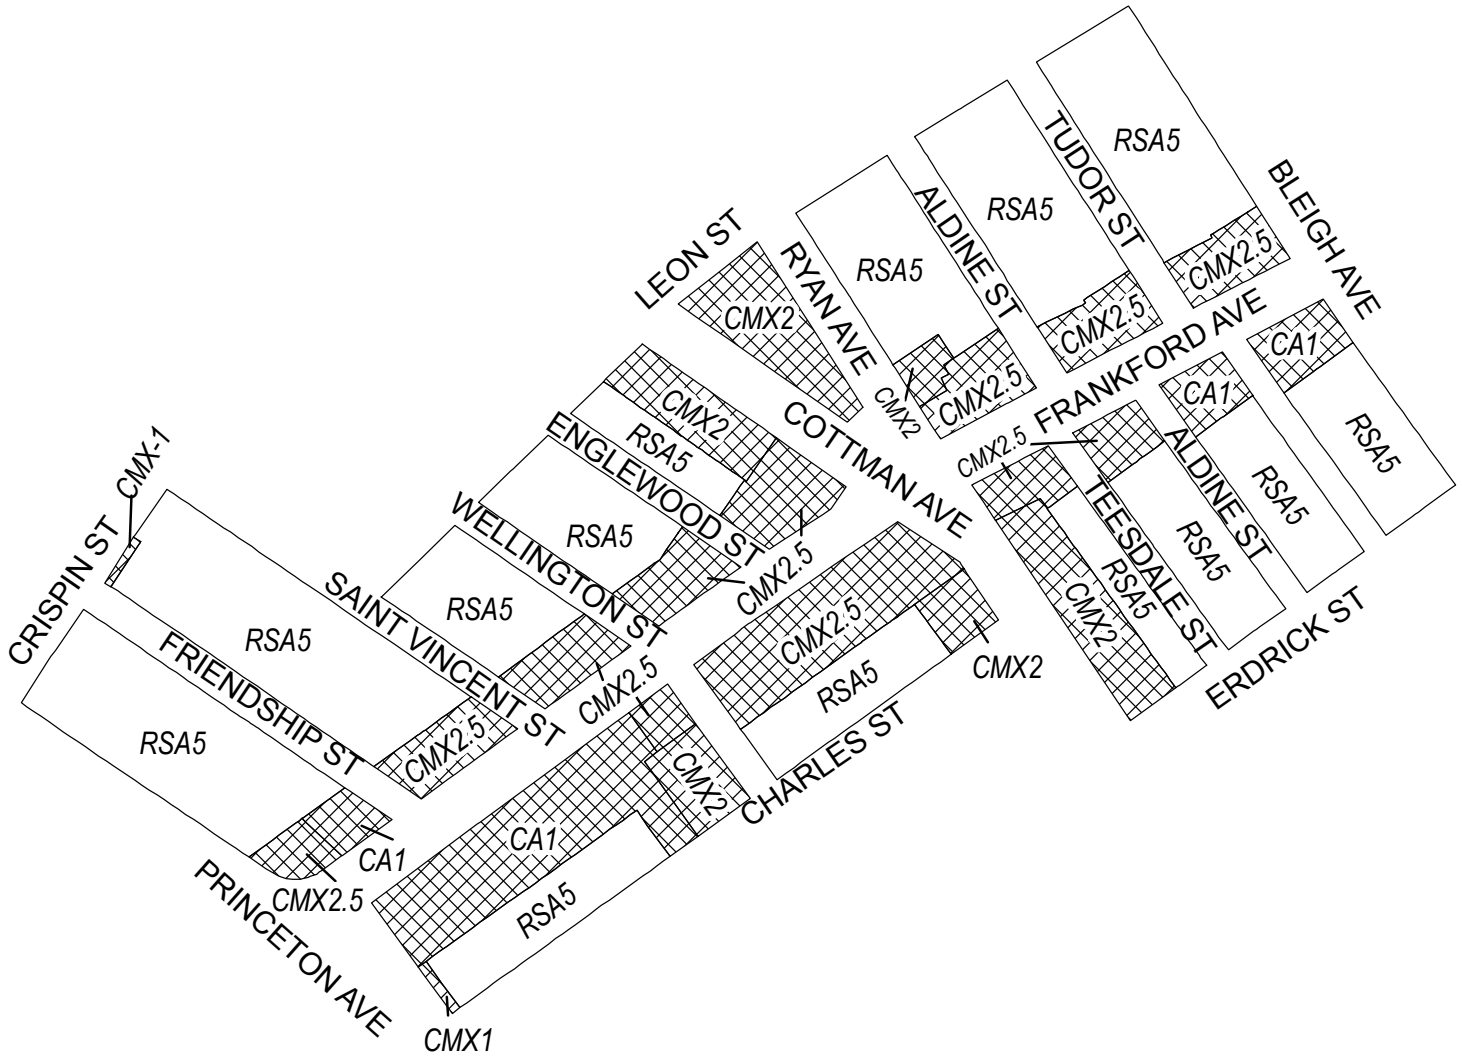 RSA5
TUDOR ST
RSA5
BLEIGH AVE
ALDINE ST
RSA5
LEON ST
RYAN AVE
RSA5
CMX2.5
CMX2
CMX2.5
FRANKFORD AVE
CA1
CMX2.5
CMX2
CA1
CMX2
COTTMAN AVE
ENGLEWOOD ST
RSA5
CMX2.5
RSA5
CMX-1
ALDINE ST
RSA5
TEESDALE ST
RSA5
WELLINGTON ST
RSA5
CMX2.5
CRISPIN ST
SAINT VINCENT ST
RSA5
RSA5
CMX2
ERDRICK ST
FRIENDSHIP ST
RSA5
CMX2.5
CMX2
CMX2.5
RSA5
RSA5
CMX2.5
CMX2
CHARLES ST
CA1
CA1
CMX2.5
PRINCETON AVE
RSA5
CMX1